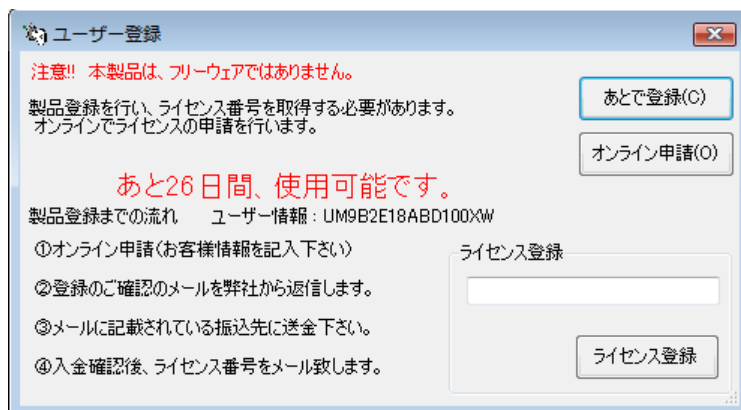 ユーザー登録
注意!! 本製品は、フリーウェアではありません。
製品登録を行い、ライセンス番号を取得する必要があります。
オンラインでライセンスの申請を行います。
あとで登録(C)
オンライン申請(O)
あと26日間、使用可能です。
製品登録までの流れ ユーザー情報：UM9B2E18ABD100XW
①オンライン申請(お客様情報を記入下さい)
②登録のご確認のメールを弊社から返信します。
③メールに記載されている振込先に送金下さい。
④入金確認後、ライセンス番号をメール致します。
ライセンス登録
ライセンス登録